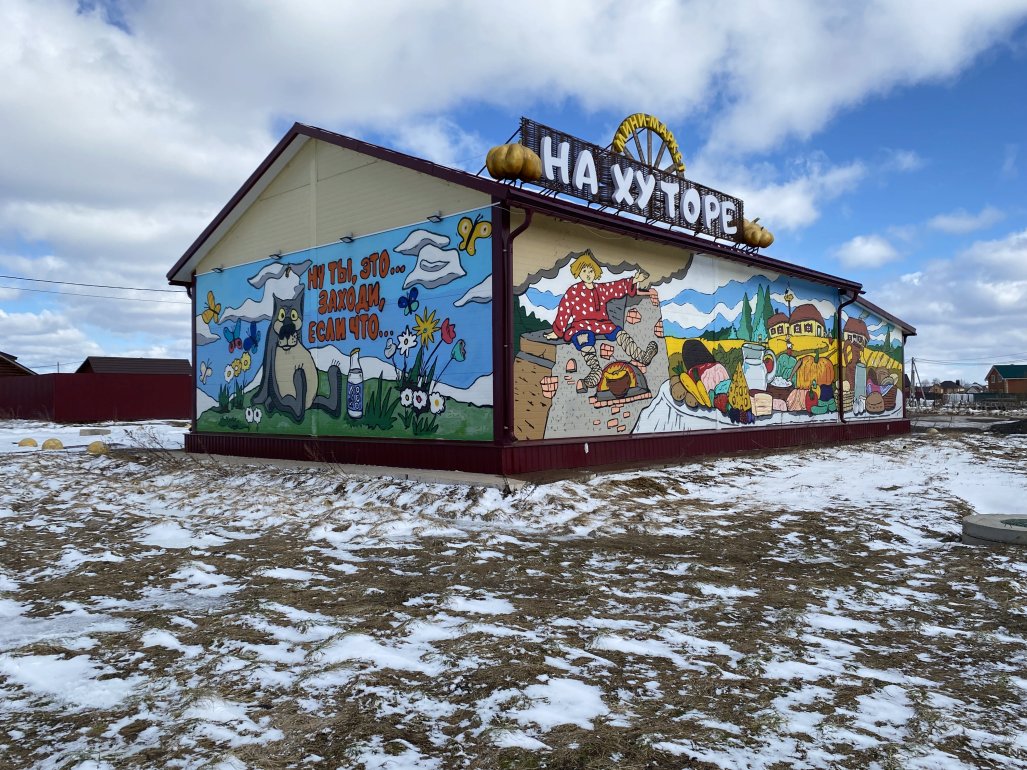 МИНИ-МАРКЕТ
НА ХУТОРЕ
НУ ТЫ, ЭТО...
ЗАХОДИ,
ЕСЛИ ЧТО...